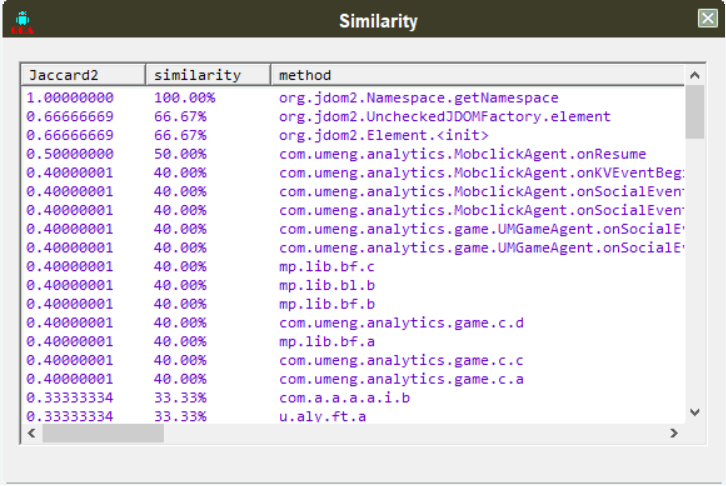 Similarity
Jaccard2 similarity method
1.00000000 100.00% org.jdom2.Namespace.getNamespace
0.66666669 66.67% org.jdom2.UncheckedJDOMFactory.element
0.66666669 66.67% org.jdom2.Element.<init>
0.50000000 50.00% com.umeng.analytics.MobclickAgent.onResume
0.40000001 40.00% com.umeng.analytics.MobclickAgent.onKVEventBeg
0.40000001 40.00% com.umeng.analytics.MobclickAgent.onSocialEven
0.40000001 40.00% com.umeng.analytics.MobclickAgent.onSocialEven
0.40000001 40.00% com.umeng.analytics.game.UMGameAgent.onSocialE
0.40000001 40.00% com.umeng.analytics.game.UMGameAgent.onSocialE
0.40000001 40.00% mp.lib.bf.c
0.40000001 40.00% mp.lib.bl.b
0.40000001 40.00% mp.lib.bf.b
0.40000001 40.00% com.umeng.analytics.game.c.d
0.40000001 40.00% mp.lib.bf.a
0.40000001 40.00% com.umeng.analytics.game.c.c
0.40000001 40.00% com.umeng.analytics.game.c.a
0.33333334 33.33% com.a.a.a.a.i.b
0.33333334 33.33% u.aly.ft.a